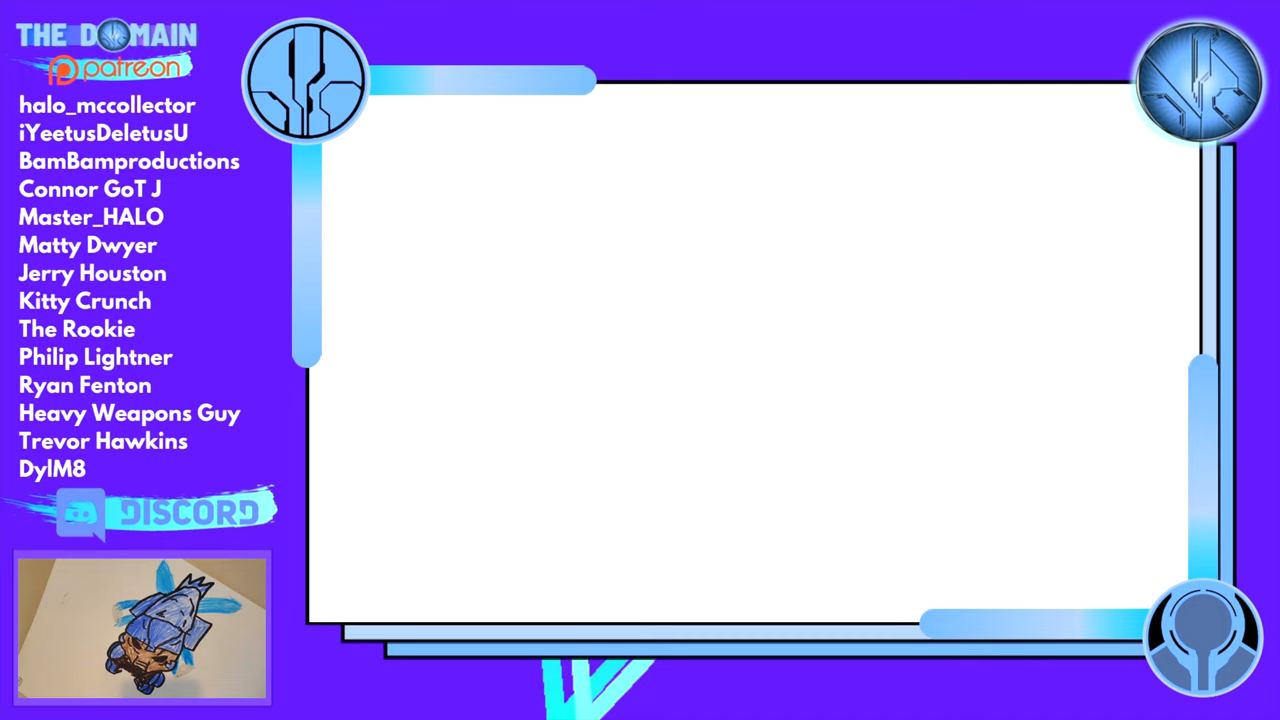 THE DOMAIN
patreon
halo_mccollector
iYeetusDeletusU
BamBamproductions
Connor GoT J
Master_HALO
Matty Dwyer
Jerry Houston
Kitty Crunch
The Rookie
Philip Lightner
Ryan Fenton
Heavy Weapons Guy
Trevor Hawkins
DylM8
DISCORD